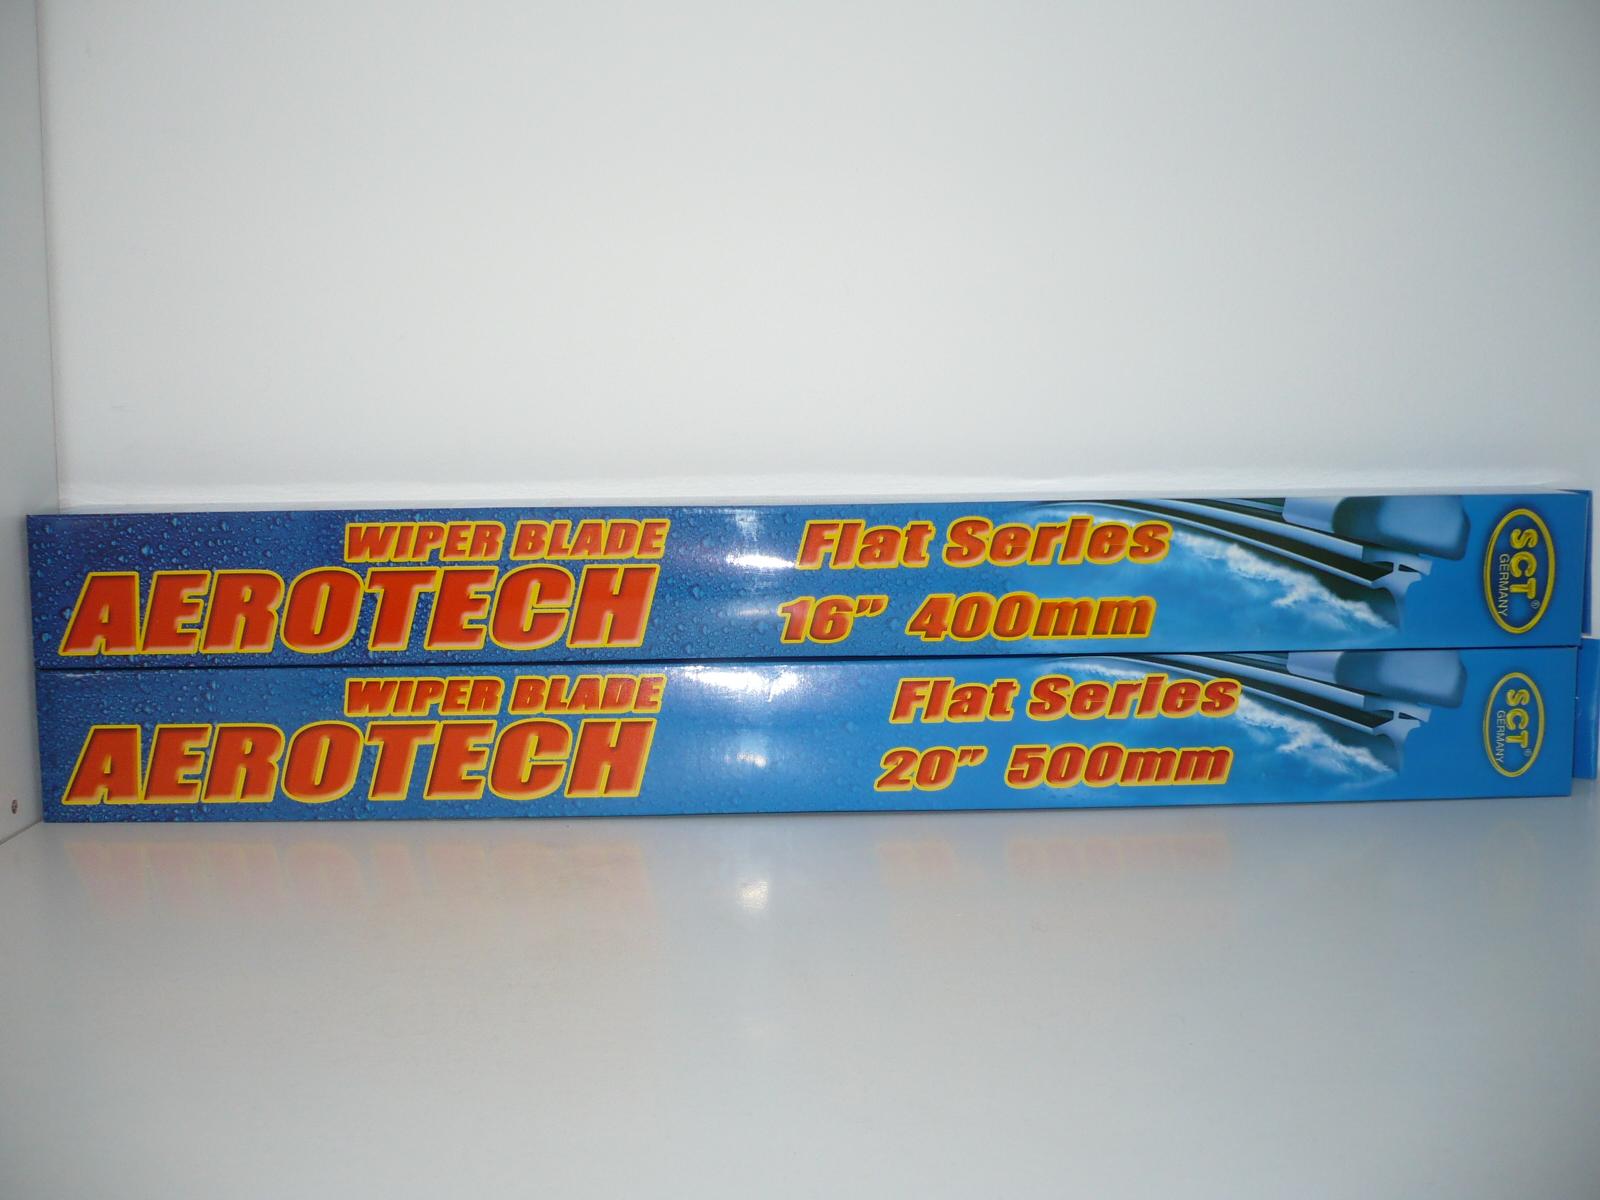 WIPER BLADE
AEROTECH
Flat Series
16” 400mm
SCT®
GERMANY
WIPER BLADE
AEROTECH
Flat Series
20” 500mm
SCT®
GERMANY